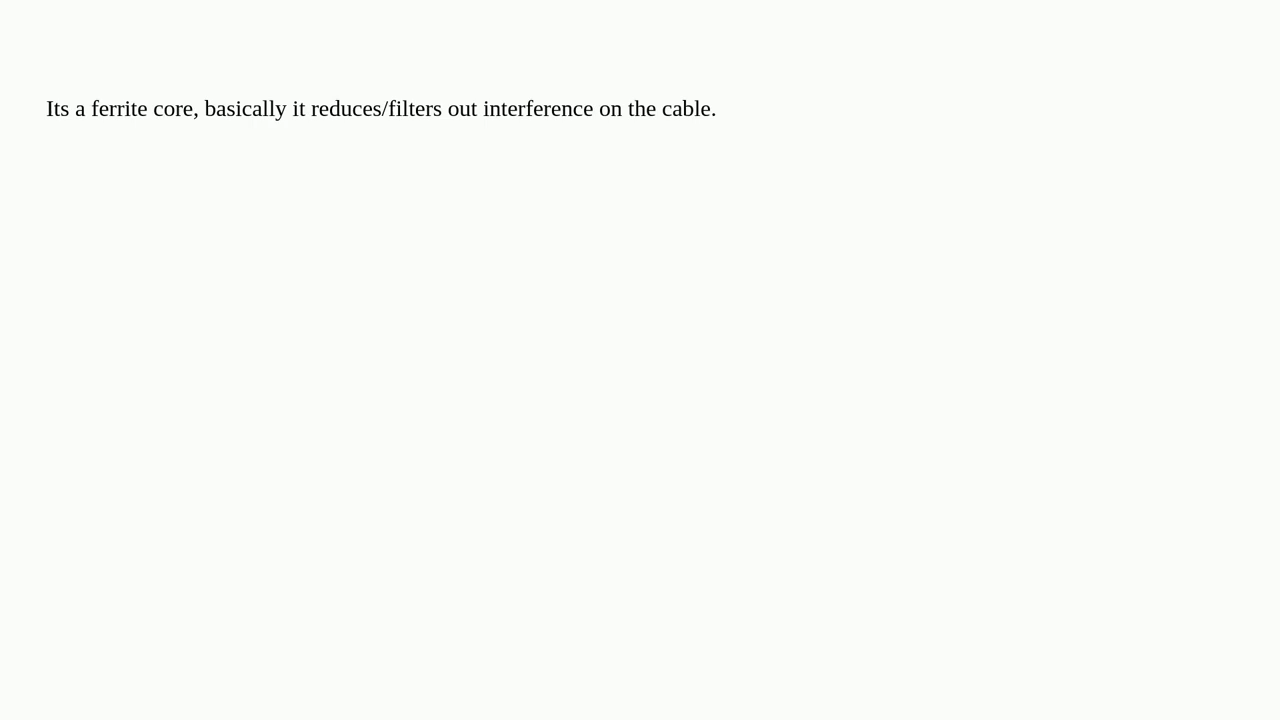 Its a ferrite core, basically it reduces/filters out interference on the cable.